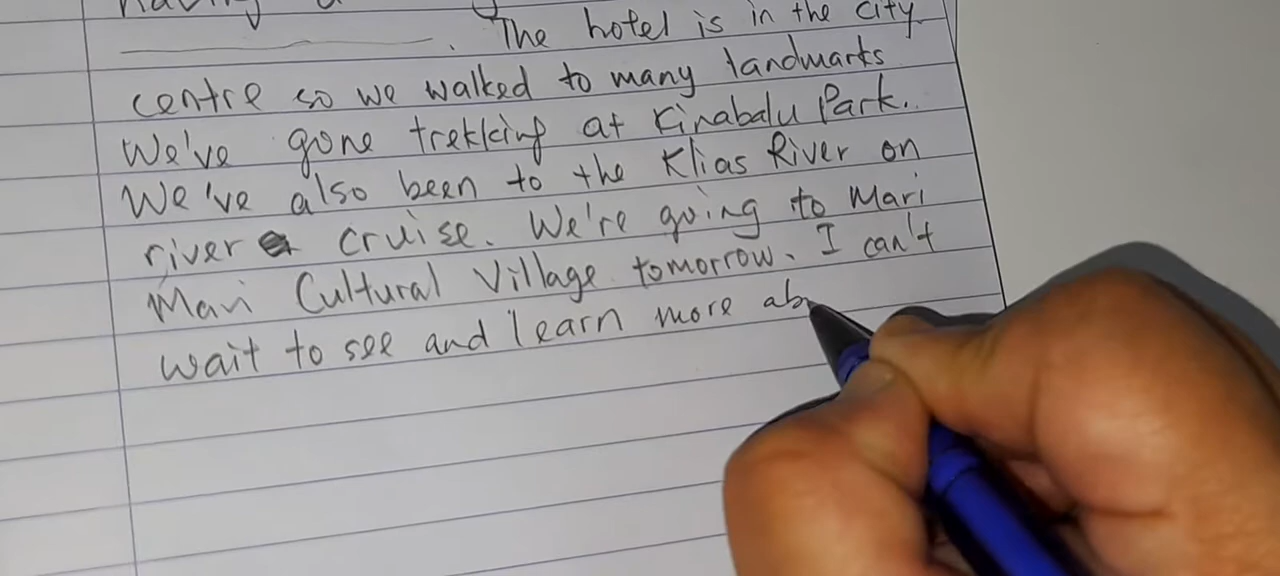 having a
. The hotel is in the city
centre so we walked to many landmarks
We've gone trekking at Kinabalu Park.
We've also been to the Klias River on
river cruise. We're going to Mari
Mari Cultural Village tomorrow. I can't
wait to see and learn more ab